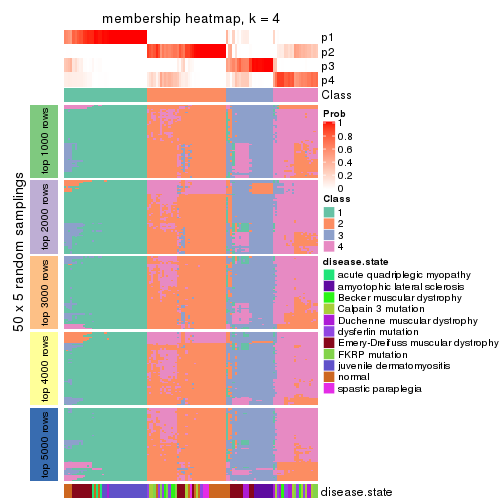 membership heatmap, k = 4
p1
p2
p3
p4
Class
50 x 5 random samplings
top 1000 rows
top 2000 rows
top 3000 rows
top 4000 rows
top 5000 rows
Prob
1
0.8
0.6
0.4
0.2
0
Class
1
2
3
4
disease.state
acute quadriplegic myopathy
amyotophic lateral sclerosis
Becker muscular dystrophy
Calpain 3 mutation
Duchenne muscular dystrophy
dysferlin mutation
Emery-Dreifuss muscular dystrophy
FKRP mutation
juvenile dermatomyositis
normal
spastic paraplegia
disease.state